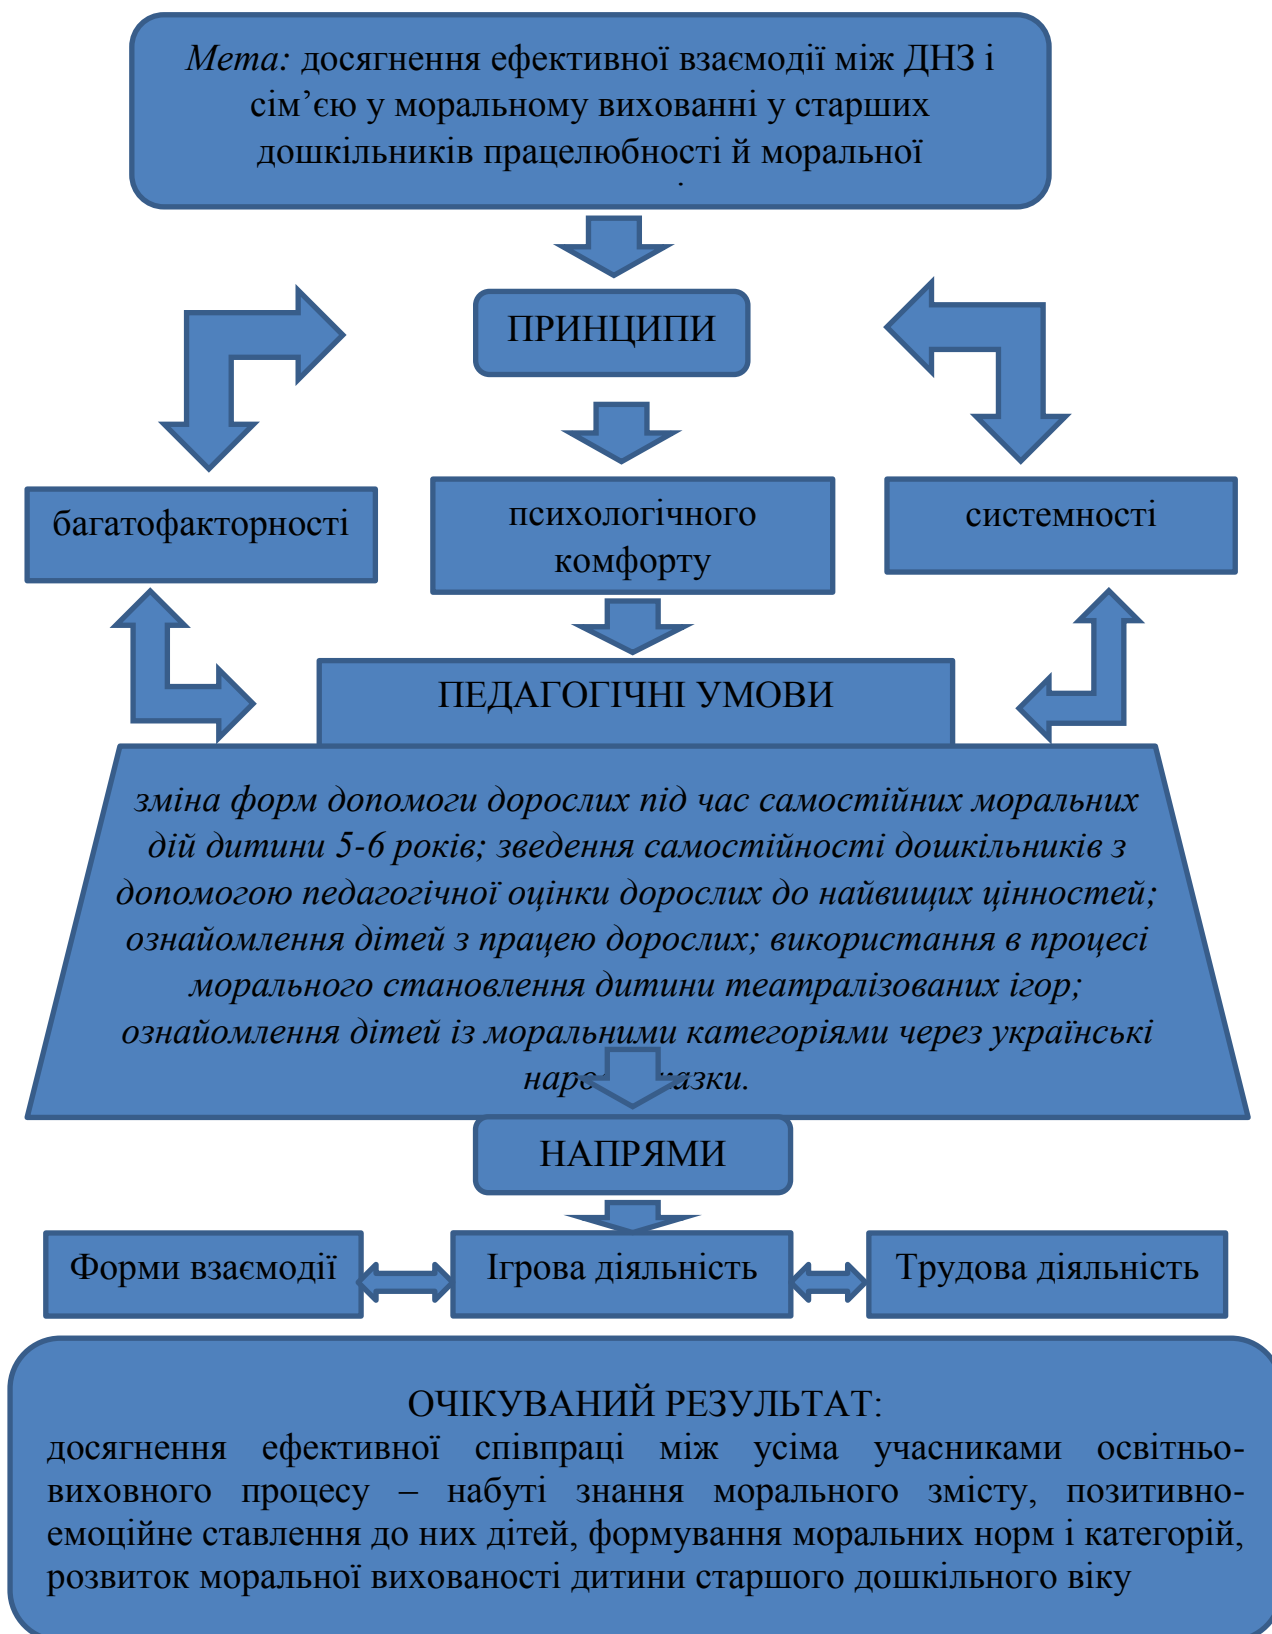 Мета: досягнення ефективної взаємодії між ДНЗ і
сім’єю у моральному вихованні у старших
дошкільників працелюбності й моральної
ПРИНЦИПИ
багатофакторності
психологічного
комфорту
системності
ПЕДАГОГІЧНІ УМОВИ
зміна форм допомоги дорослих під час самостійних моральних
дій дитини 5-6 років; зведення самостійності дошкільників з
допомогою педагогічної оцінки дорослих до найвищих цінностей;
ознайомлення дітей з працею дорослих; використання в процесі
морального становлення дитини театралізованих ігор;
ознайомлення дітей із моральними категоріями через українські
НАПРЯМИ
Форми взаємодії
Ігрова діяльність
Трудова діяльність
ОЧІКУВАНИЙ РЕЗУЛЬТАТ:
досягнення ефективної співпраці між усіма учасниками освітньо-
виховного процесу – набуті знання морального змісту, позитивно-
емоційне ставлення до них дітей, формування моральних норм і категорій,
розвиток моральної вихованості дитини старшого дошкільного віку